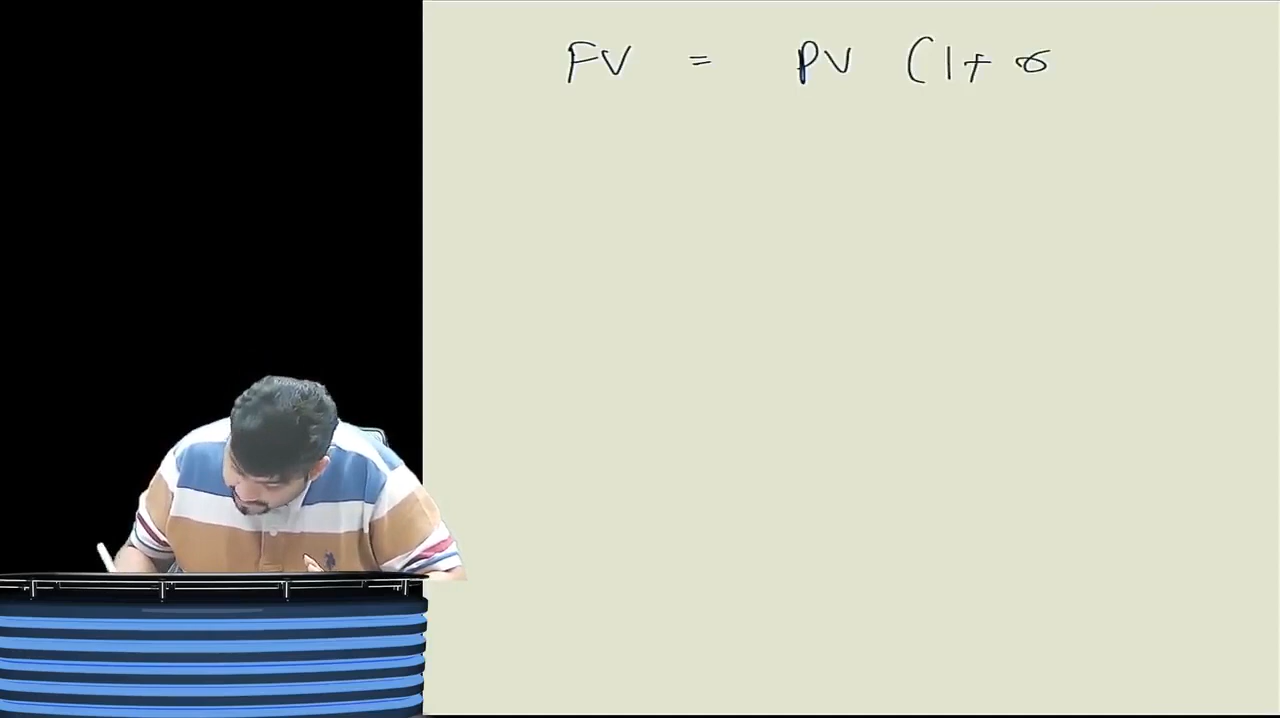 FV = PV (1+ r